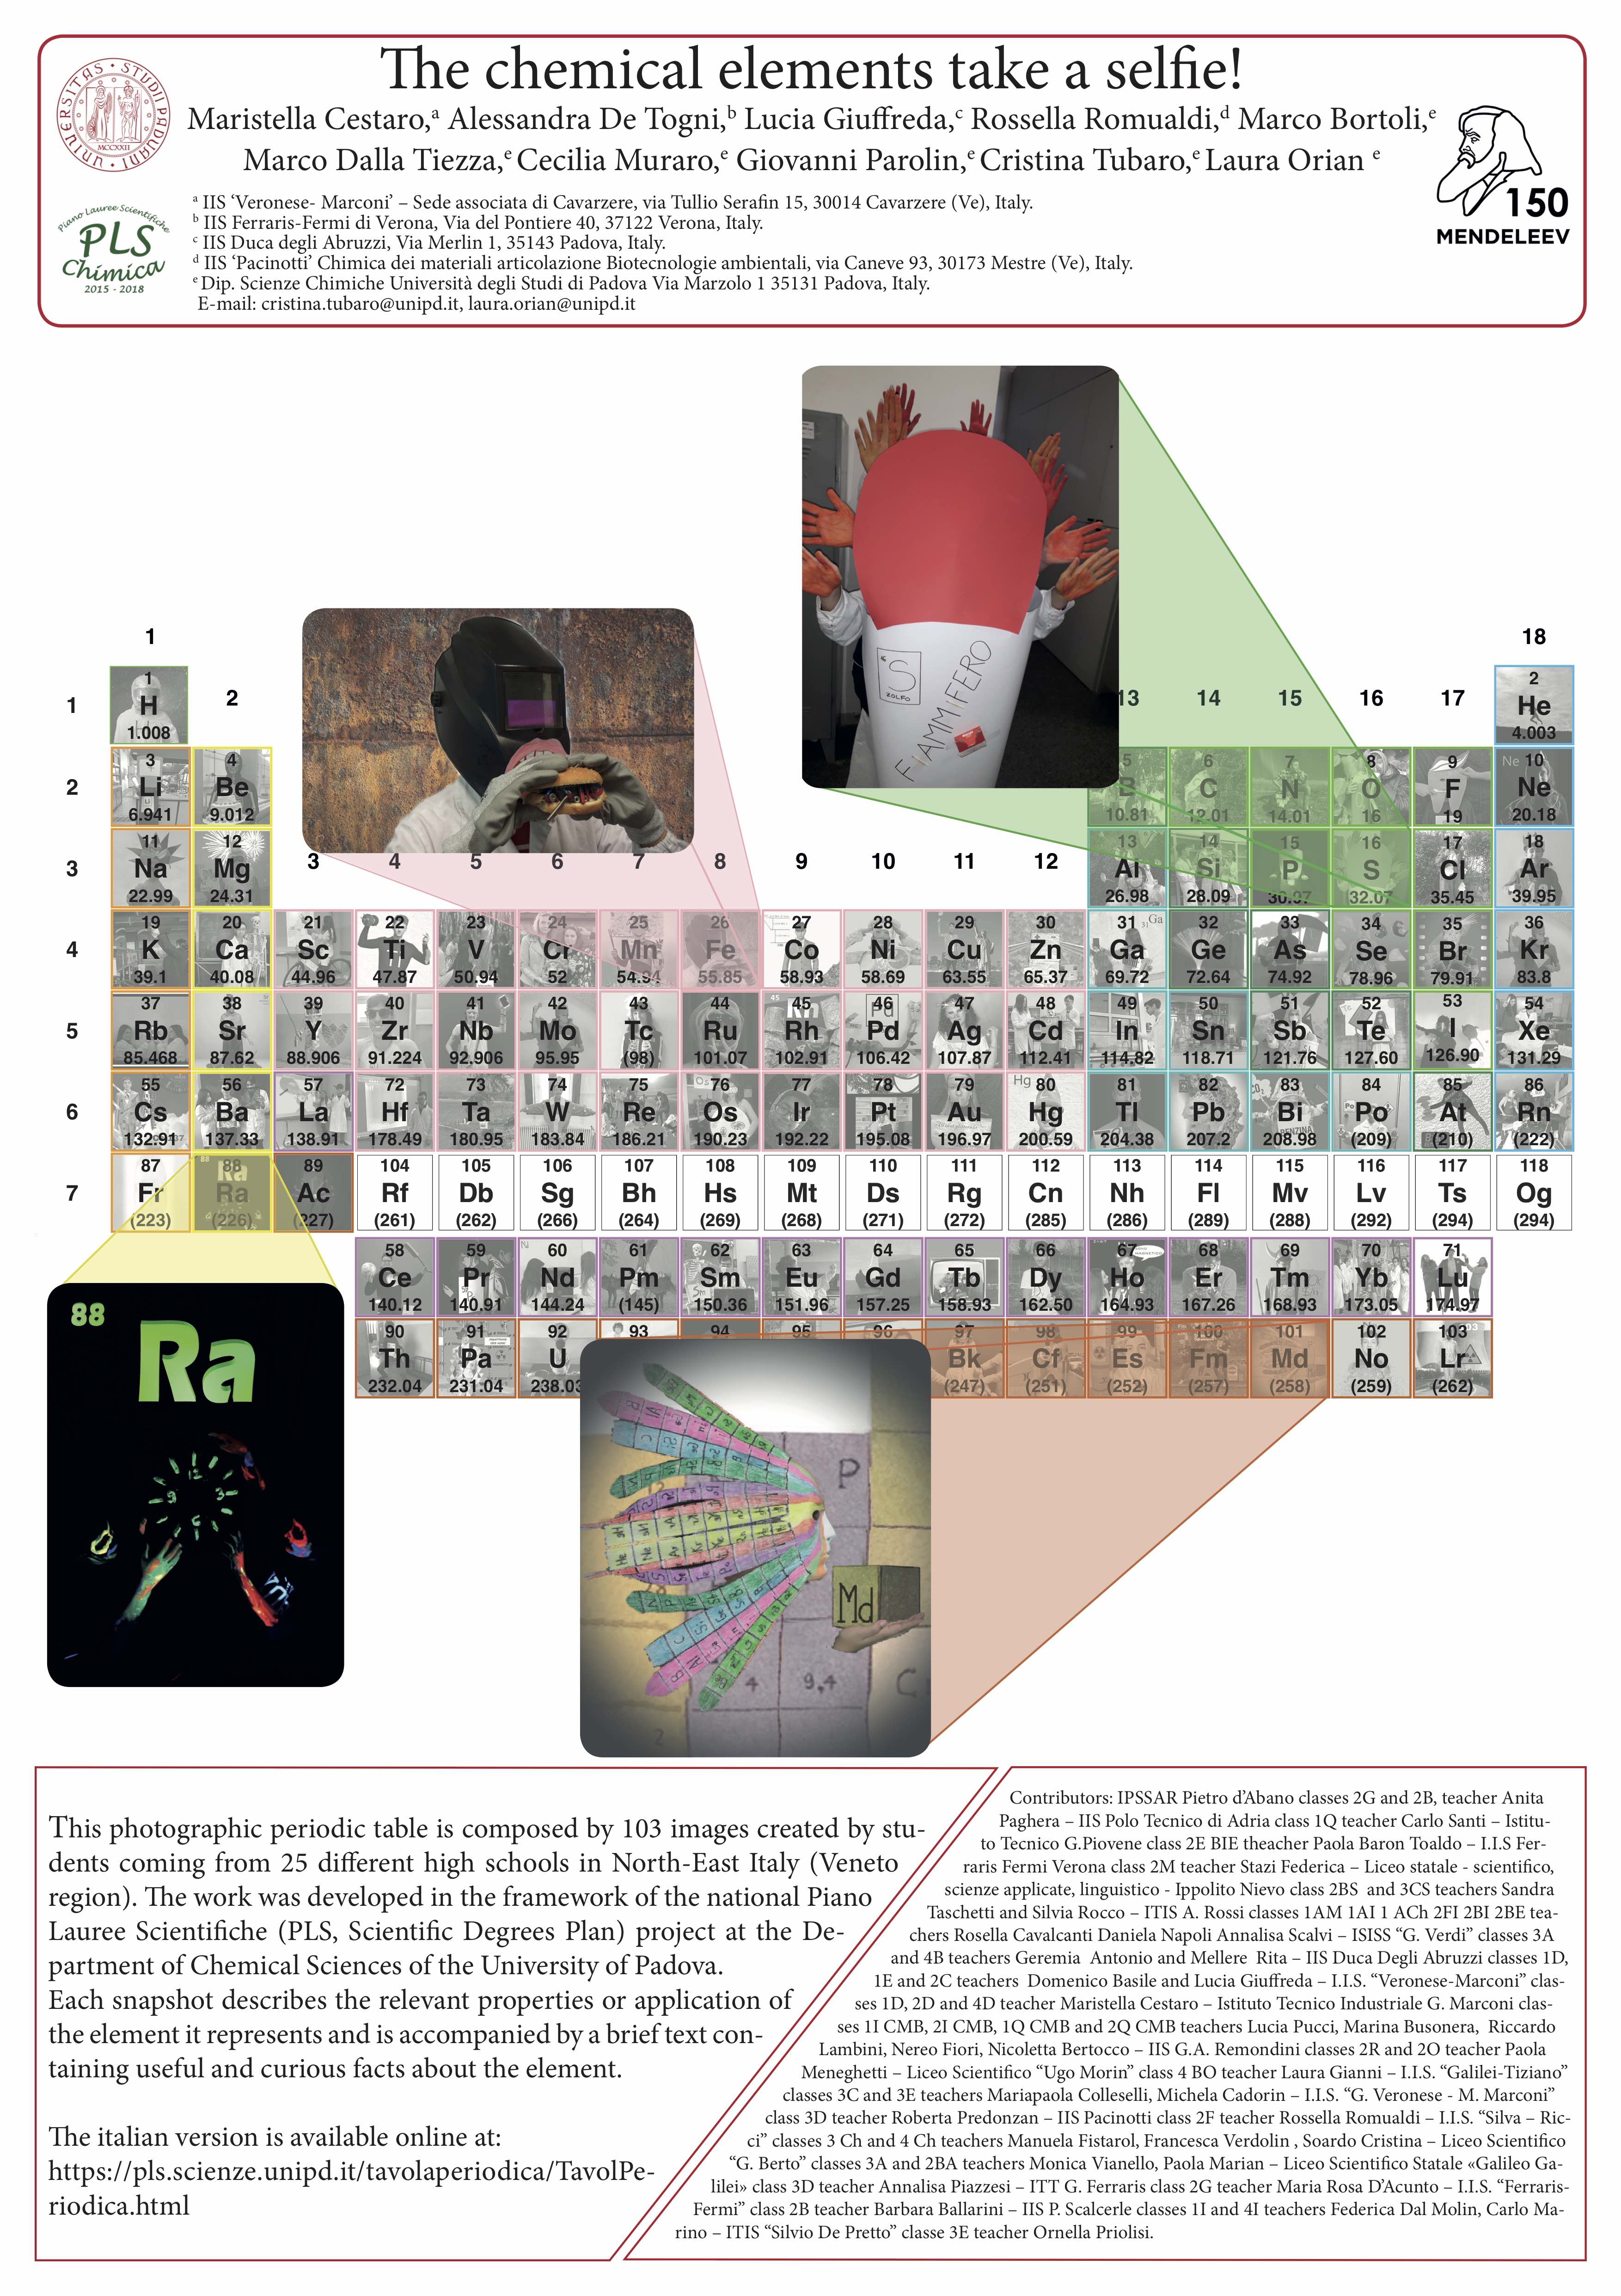 The chemical elements take a selfie!
Maristella Cestaro,a Alessandra De Togni,b Lucia Giuffreda,c Rossella Romualdi,d Marco Bortoli,e
Marco Dalla Tiezza,e Cecilia Muraro,e Giovanni Parolin,e Cristina Tubaro,e Laura Orian e
UNIVERSITAS STUDII PADUANI
MCCXXII
Piano Lauree Scientifiche
PLS
Chimica
2015 - 2018
150
MENDELEEV
a IIS ‘Veronese- Marconi’ – Sede associata di Cavarzere, via Tullio Serafin 15, 30014 Cavarzere (Ve), Italy.
b IIS Ferraris-Fermi di Verona, Via del Pontiere 40, 37122 Verona, Italy.
c IIS Duca degli Abruzzi, Via Merlin 1, 35143 Padova, Italy.
d IIS ‘Pacinotti’ Chimica dei materiali articolazione Biotecnologie ambientali, via Caneve 93, 30173 Mestre (Ve), Italy.
e Dip. Scienze Chimiche Università degli Studi di Padova Via Marzolo 1 35131 Padova, Italy.
E-mail: cristina.tubaro@unipd.it, laura.orian@unipd.it
S
ZOLFO
FIAMMIFERO
1 18
1 2
1 H He
1.008 4.003
2 13 14 15 16 17
3 4 5 6 7 8 9 10
2 Li Be B C N O F Ne
6.941 9.012 10.81 12.01 14.01 16 19 20.18
11 12 13 14 15 16 17 18
3 Na Mg Al Si P S Cl Ar
22.99 24.31 26.98 28.09 30.97 32.07 35.45 39.95
3 4 5 6 7 8 9 10 11 12
19 20 21 22 23 24 25 26 27 28 29 30 31 32 33 34 35 36
4 K Ca Sc Ti V Cr Mn Fe Co Ni Cu Zn Ga Ge As Se Br Kr
39.1 40.08 44.96 47.87 50.94 52 54.94 55.85 58.93 58.69 63.55 65.37 69.72 72.64 74.92 78.96 79.91 83.8
37 38 39 40 41 42 43 44 45 46 47 48 49 50 51 52 53 54
5 Rb Sr Y Zr Nb Mo Tc Ru Rh Pd Ag Cd In Sn Sb Te I Xe
85.468 87.62 88.906 91.224 92.906 95.95 (98) 101.07 102.91 106.42 107.87 112.41 114.82 118.71 121.76 127.60 126.90 131.29
55 56 57 72 73 74 75 76 77 78 79 80 81 82 83 84 85 86
6 Cs Ba La Hf Ta W Re Os Ir Pt Au Hg Tl Pb Bi Po At Rn
132.91 137.33 138.91 178.49 180.95 183.84 186.21 190.23 192.22 195.08 196.97 200.59 204.38 207.2 208.98 (209) (210) (222)
87 88 89 104 105 106 107 108 109 110 111 112 113 114 115 116 117 118
7 Fr Ra Ac Rf Db Sg Bh Hs Mt Ds Rg Cn Nh Fl Mv Lv Ts Og
(223) (226) (227) (261) (262) (266) (264) (269) (268) (271) (272) (285) (286) (289) (288) (292) (294) (294)
58 59 60 61 62 63 64 65 66 67 68 69 70 71
Ce Pr Nd Pm Sm Eu Gd Tb Dy Ho Er Tm Yb Lu
140.12 140.91 144.24 (145) 150.36 151.96 157.25 158.93 162.50 164.93 167.26 168.93 173.05 174.97
90 91 92 93 94 95 96 97 98 99 100 101 102 103
Th Pa U Bk Cf Es Fm Md No Lr
232.04 231.04 238.03 (247) (251) (252) (257) (258) (259) (262)
88
Ra
P
Md
4 9,4 C
This photographic periodic table is composed by 103 images created by stu-
dents coming from 25 different high schools in North-East Italy (Veneto
region). The work was developed in the framework of the national Piano
Lauree Scientifiche (PLS, Scientific Degrees Plan) project at the De-
partment of Chemical Sciences of the University of Padova.
Each snapshot describes the relevant properties or application of
the element it represents and is accompanied by a brief text con-
taining useful and curious facts about the element.
The italian version is available online at:
https://pls.scienze.unipd.it/tavolaperiodica/TavolPe-
riodica.html
Contributors: IPSSAR Pietro d’Abano classes 2G and 2B, teacher Anita
Paghera – IIS Polo Tecnico di Adria class 1Q teacher Carlo Santi – Istitu-
to Tecnico G.Piovene class 2E BIE theacher Paola Baron Toaldo – I.I.S Fer-
raris Fermi Verona class 2M teacher Stazi Federica – Liceo statale - scientifico,
scienze applicate, linguistico - Ippolito Nievo class 2BS and 3CS teachers Sandra
Taschetti and Silvia Rocco – ITIS A. Rossi classes 1AM 1AI 1 ACh 2FI 2BI 2BE tea-
chers Rosella Cavalcanti Daniela Napoli Annalisa Scalvi – ISISS “G. Verdi” classes 3A
and 4B teachers Geremia Antonio and Mellere Rita – IIS Duca Degli Abruzzi classes 1D,
1E and 2C teachers Domenico Basile and Lucia Giuffreda – I.I.S. “Veronese-Marconi” clas-
ses 1D, 2D and 4D teacher Maristella Cestaro – Istituto Tecnico Industriale G. Marconi clas-
ses 1I CMB, 2I CMB, 1Q CMB and 2Q CMB teachers Lucia Pucci, Marina Busonera, Riccardo
Lambini, Nereo Fiori, Nicoletta Bertocco – IIS G.A. Remondini classes 2R and 2O teacher Paola
Meneghetti – Liceo Scientifico “Ugo Morin” class 4 BO teacher Laura Gianni – I.I.S. “Galilei-Tiziano”
classes 3C and 3E teachers Mariapaola Colleselli, Michela Cadorin – I.I.S. “G. Veronese - M. Marconi”
class 3D teacher Roberta Predonzan – IIS Pacinotti class 2F teacher Rossella Romualdi – I.I.S. “Silva – Ric-
ci” classes 3 Ch and 4 Ch teachers Manuela Fistarol, Francesca Verdolin , Soardo Cristina – Liceo Scientifico
“G. Berto” classes 3A and 2BA teachers Monica Vianello, Paola Marian – Liceo Scientifico Statale «Galileo Ga-
lilei» class 3D teacher Annalisa Piazzesi – ITT G. Ferraris class 2G teacher Maria Rosa D’Acunto – I.I.S. “Ferraris-
Fermi” class 2B teacher Barbara Ballarini – IIS P. Scalcerle classes 1I and 4I teachers Federica Dal Molin, Carlo Ma-
rino – ITIS “Silvio De Pretto” classe 3E teacher Ornella Priolisi.